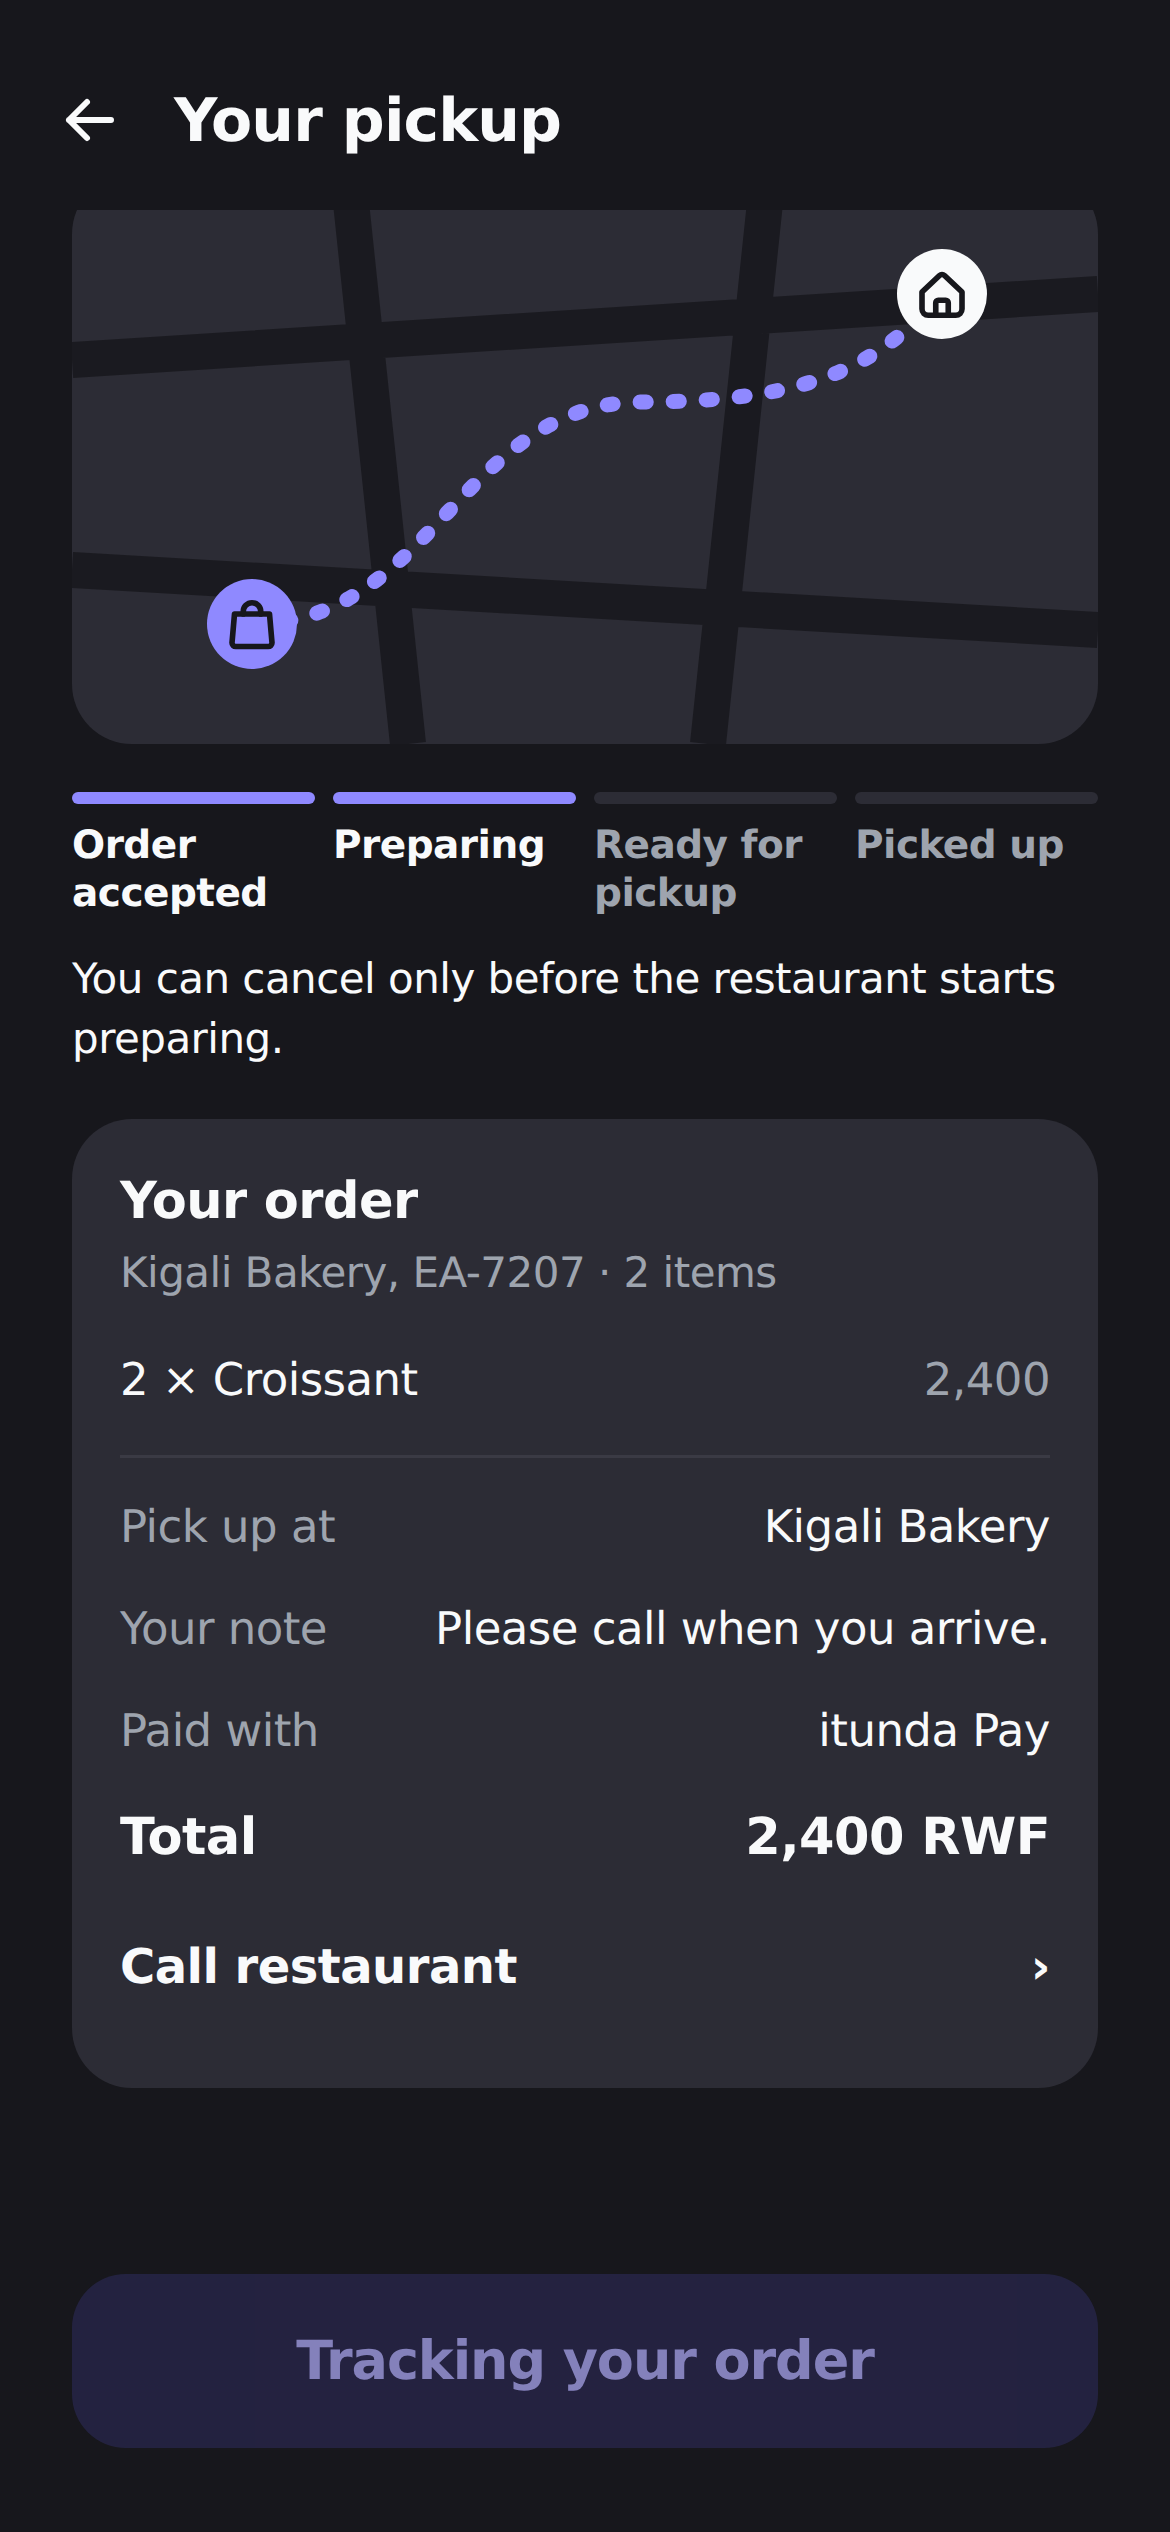 Your pickup
Order accepted
Preparing
Ready for pickup
Picked up
You can cancel only before the restaurant starts
preparing.
Your order
Kigali Bakery, EA-7207 · 2 items
2 × Croissant 2,400
Pick up at Kigali Bakery
Your note Please call when you arrive.
Paid with itunda Pay
Total 2,400 RWF
Call restaurant ›
Tracking your order